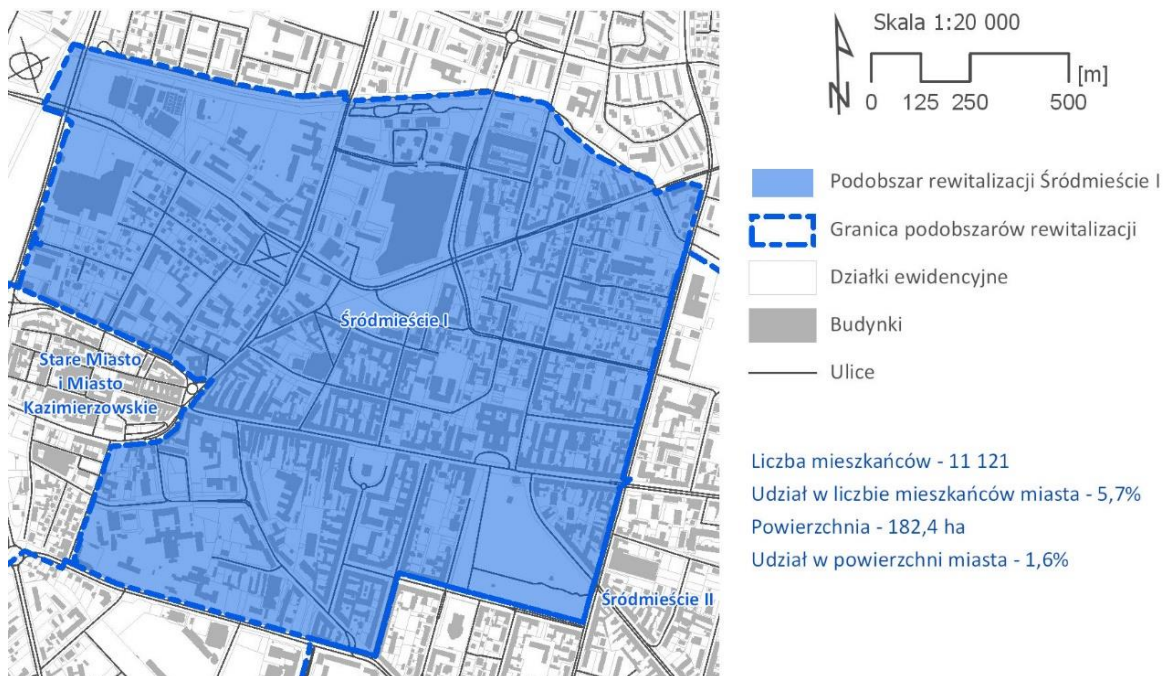 Skala 1:20 000
[m]
0 125 250 500
N
Podobszar rewitalizacji Śródmieście I
Granica podobszarów rewitalizacji
Działki ewidencyjne
Budynki
Ulice
Śródmieście I
Stare Miasto
i Miasto
Kazimierzowskie
Śródmieście II
Liczba mieszkańców - 11 121
Udział w liczbie mieszkańców miasta - 5,7%
Powierzchnia - 182,4 ha
Udział w powierzchni miasta - 1,6%